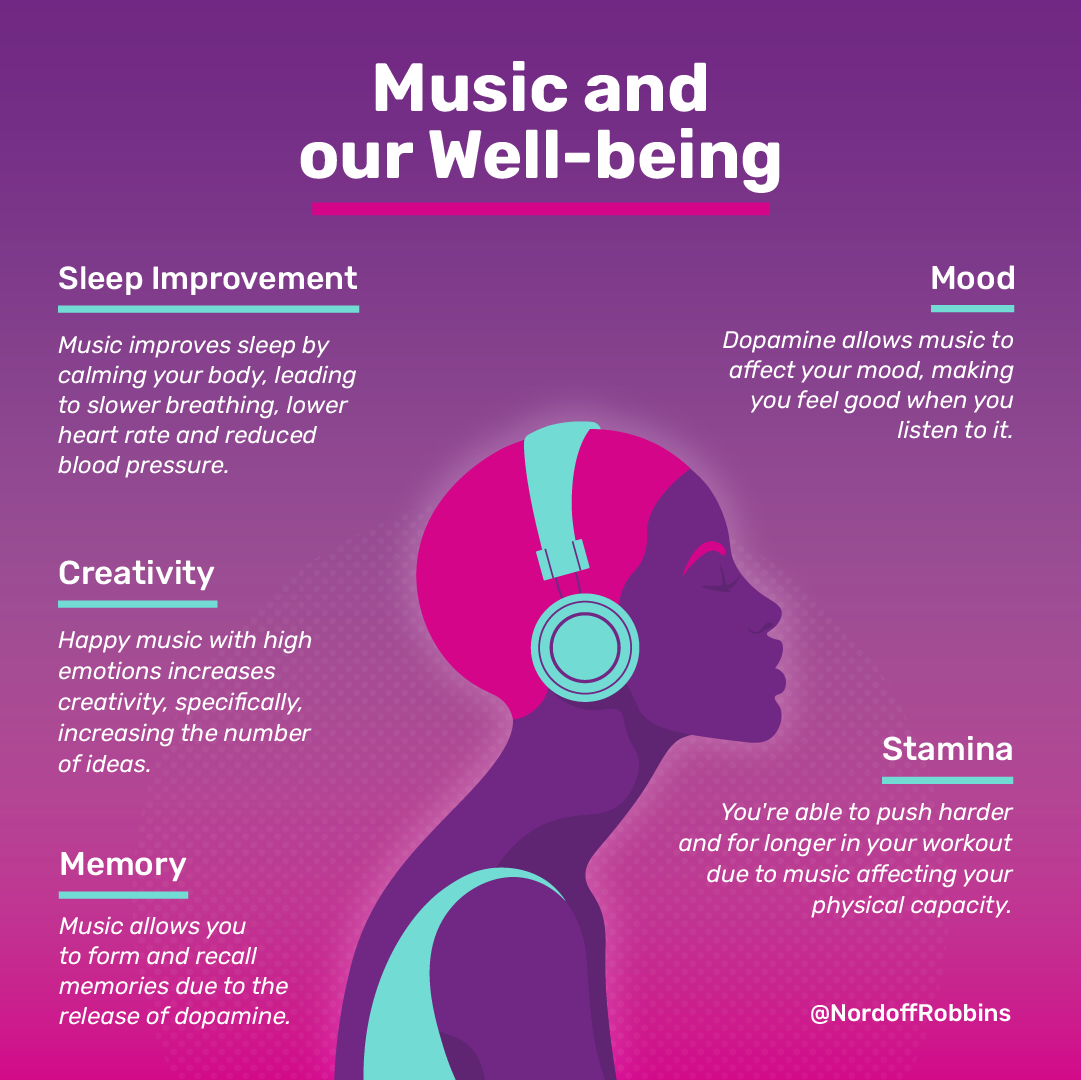 Music and
our Well-being
Sleep Improvement
Music improves sleep by
calming your body, leading
to slower breathing, lower
heart rate and reduced
blood pressure.
Creativity
Happy music with high
emotions increases
creativity, specifically,
increasing the number
of ideas.
Memory
Music allows you
to form and recall
memories due to the
release of dopamine.
Mood
Dopamine allows music to
affect your mood, making
you feel good when you
listen to it.
Stamina
You're able to push harder
and for longer in your workout
due to music affecting your
physical capacity.
@NordoffRobbins